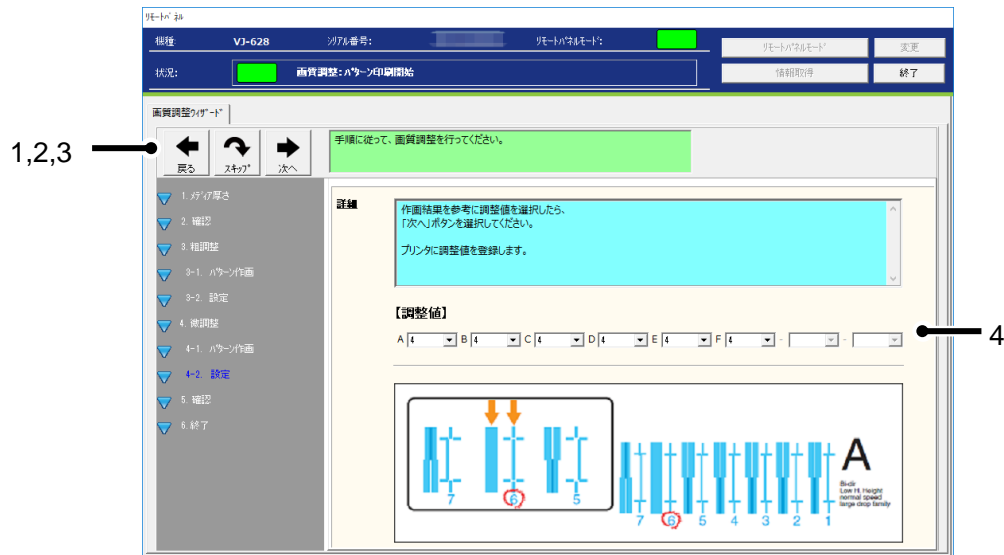 リモートパネル
機種: VJ-628 シリアル番号: リモートパネルモード: リモートパネルモード 変更
状況: 画質調整:パターン印刷開始 情報取得 終了
画質調整ウィザード
1,2,3
戻る スキップ 次へ
手順に従って、画質調整を行ってください。
1.メディア厚さ
2.確認
3.粗調整
3-1. パターン作画
3-2. 設定
4.微調整
4-1. パターン作画
4-2. 設定
5.確認
6.終了
詳細
作画結果を参考に調整値を選択したら、
「次へ」ボタンを選択してください。
プリンタに調整値を登録します。
【調整値】
A 4 B 4 C 4 D 4 E 4 F 4 - -
4
7 6 5
7 6 5 4 3 2 1
A
Bi-dir
Low H, Height
normal speed
large drop family